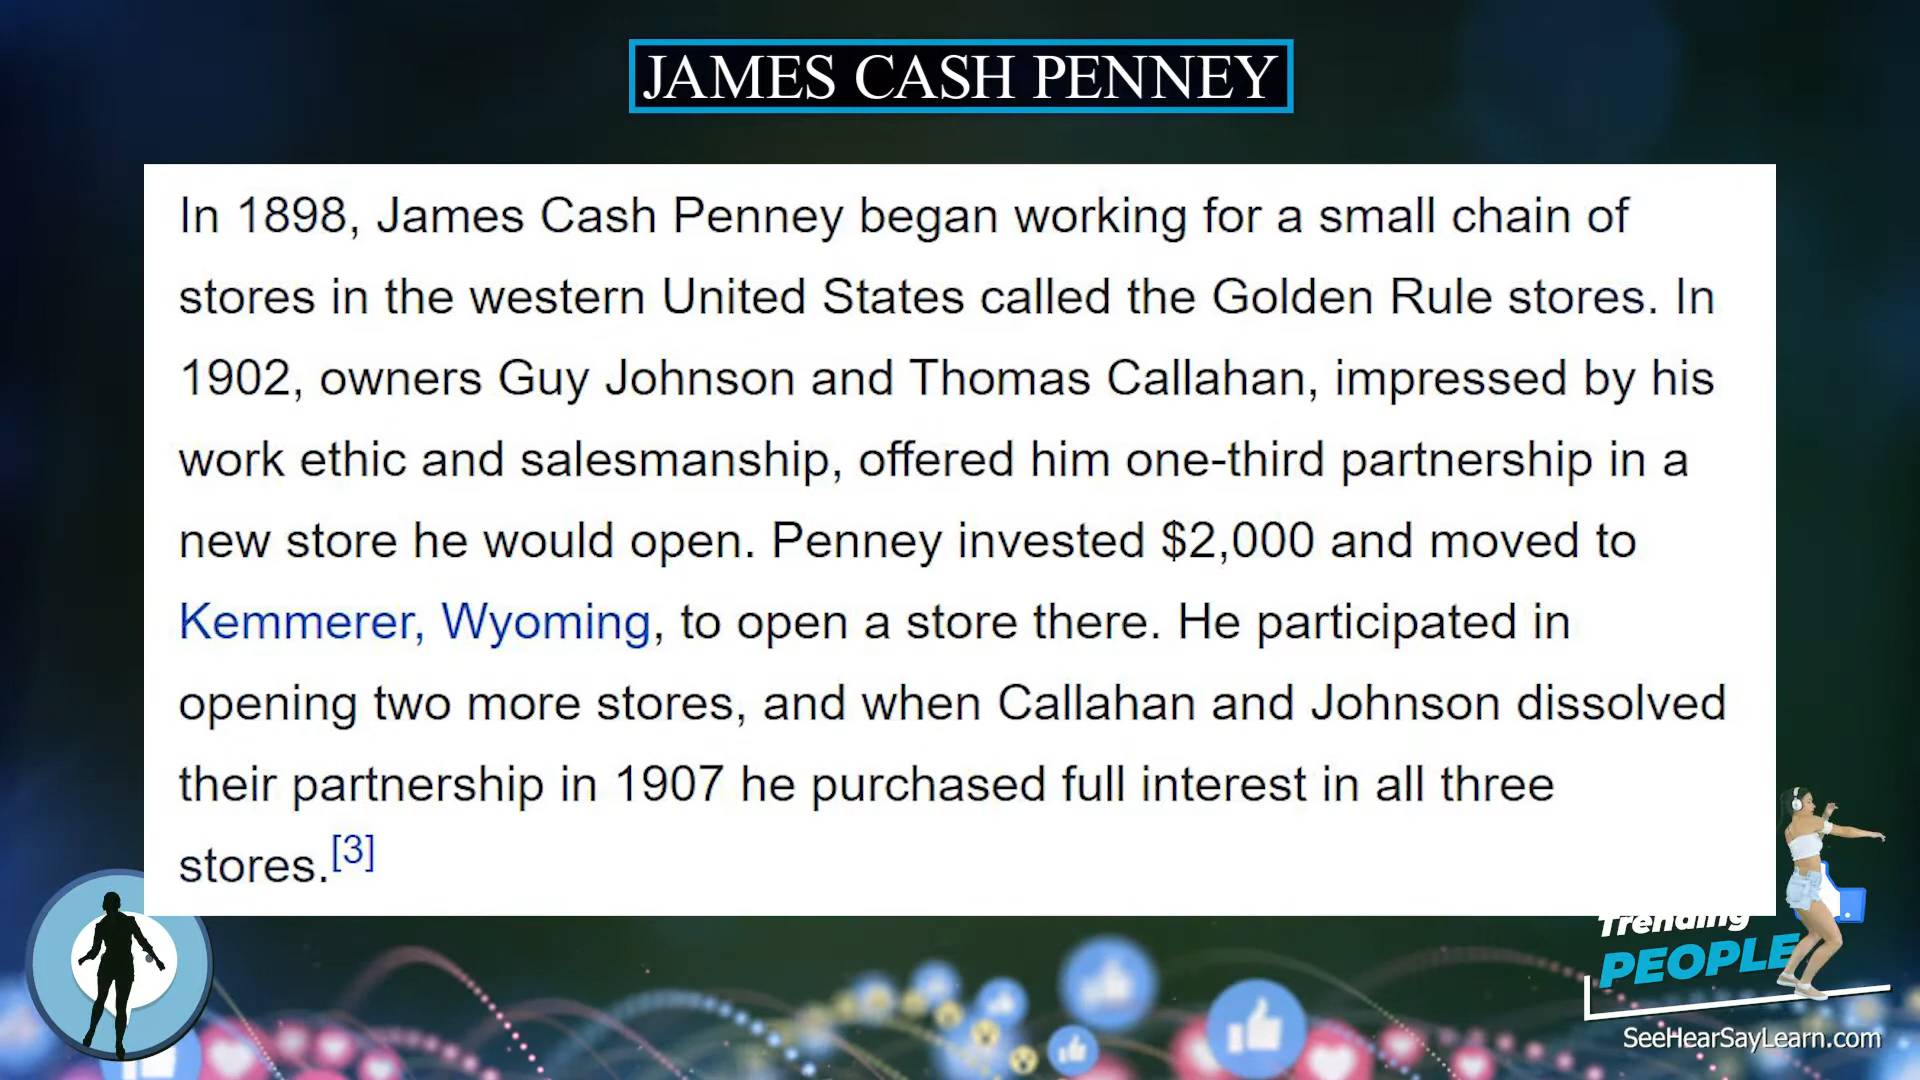 JAMES CASH PENNEY
In 1898, James Cash Penney began working for a small chain of
stores in the western United States called the Golden Rule stores. In
1902, owners Guy Johnson and Thomas Callahan, impressed by his
work ethic and salesmanship, offered him one-third partnership in a
new store he would open. Penney invested $2,000 and moved to
Kemmerer, Wyoming, to open a store there. He participated in
opening two more stores, and when Callahan and Johnson dissolved
their partnership in 1907 he purchased full interest in all three
stores.[3]
Trending
PEOPLE
SeeHearSayLearn.com